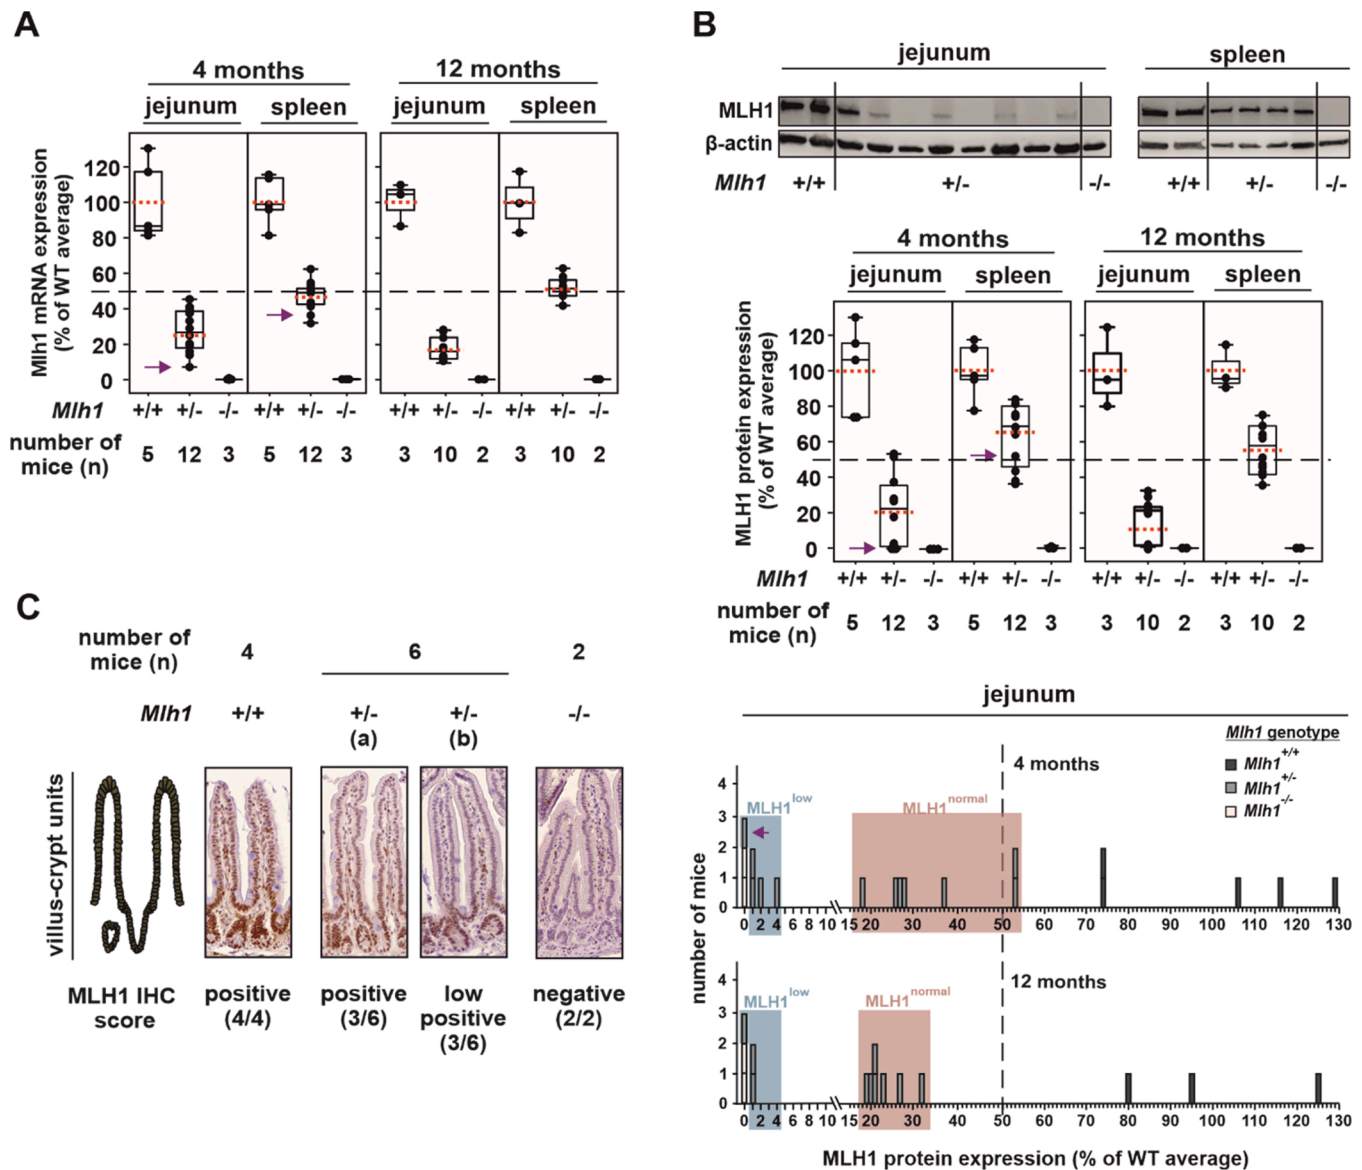 A
4 months
12 months
jejunum
spleen
jejunum
spleen
Mlh1 mRNA expression
(% of WT average)
120
100
80
60
40
20
0
Mlh1
+/+ +/- -/- +/+ +/- -/- +/+ +/- -/- +/+ +/- -/-
number of
mice (n)
5 12 3 5 12 3 3 10 2 3 10 2
B
jejunum
spleen
MLH1
β-actin
Mlh1
+/+ +/- -/- +/+ +/- -/-
4 months
12 months
jejunum
spleen
jejunum
spleen
MLH1 protein expression
(% of WT average)
120
100
80
60
40
20
0
Mlh1
+/+ +/- -/- +/+ +/- -/- +/+ +/- -/- +/+ +/- -/-
number of
mice (n)
5 12 3 5 12 3 3 10 2 3 10 2
C
number of
mice (n)
4 6 2
Mlh1
+/+ +/- +/- -/-
(a) (b)
villus-crypt units
MLH1 IHC
score
positive
(4/4)
positive
(3/6)
low
positive
(3/6)
negative
(2/2)
jejunum
Mlh1 genotype
Mlh1+/+
Mlh1+/-
Mlh1-/-
4 months
MLH1low
MLH1normal
number of mice
4
3
2
1
0
0 2 4 6 8 10 15 20 30 40 50 60 70 80 90 100 110 120 130
12 months
MLH1low
MLH1normal
4
3
2
1
0
0 2 4 6 8 10 15 20 30 40 50 60 70 80 90 100 110 120 130
MLH1 protein expression (% of WT average)